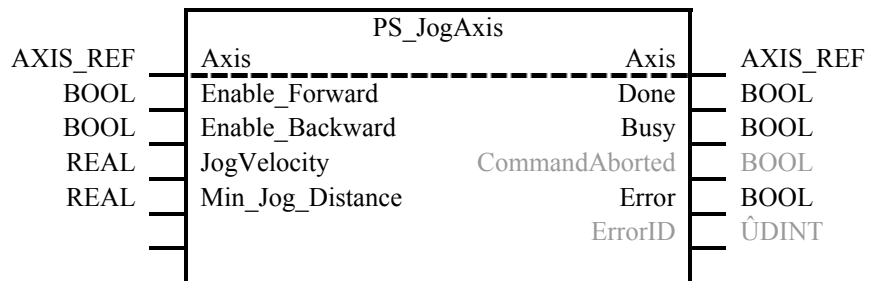 PS_JogAxis
AXIS_REF Axis Axis AXIS_REF
BOOL Enable_Forward Done BOOL
BOOL Enable_Backward Busy BOOL
REAL JogVelocity CommandAborted BOOL
REAL Min_Jog_Distance Error BOOL
ErrorID ÛDINT